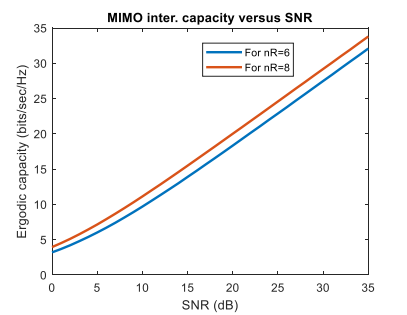 MIMO inter. capacity versus SNR
35
30
25
20
15
10
5
0
Ergodic capacity (bits/sec/Hz)
For nR=6
For nR=8
0 5 10 15 20 25 30 35
SNR (dB)